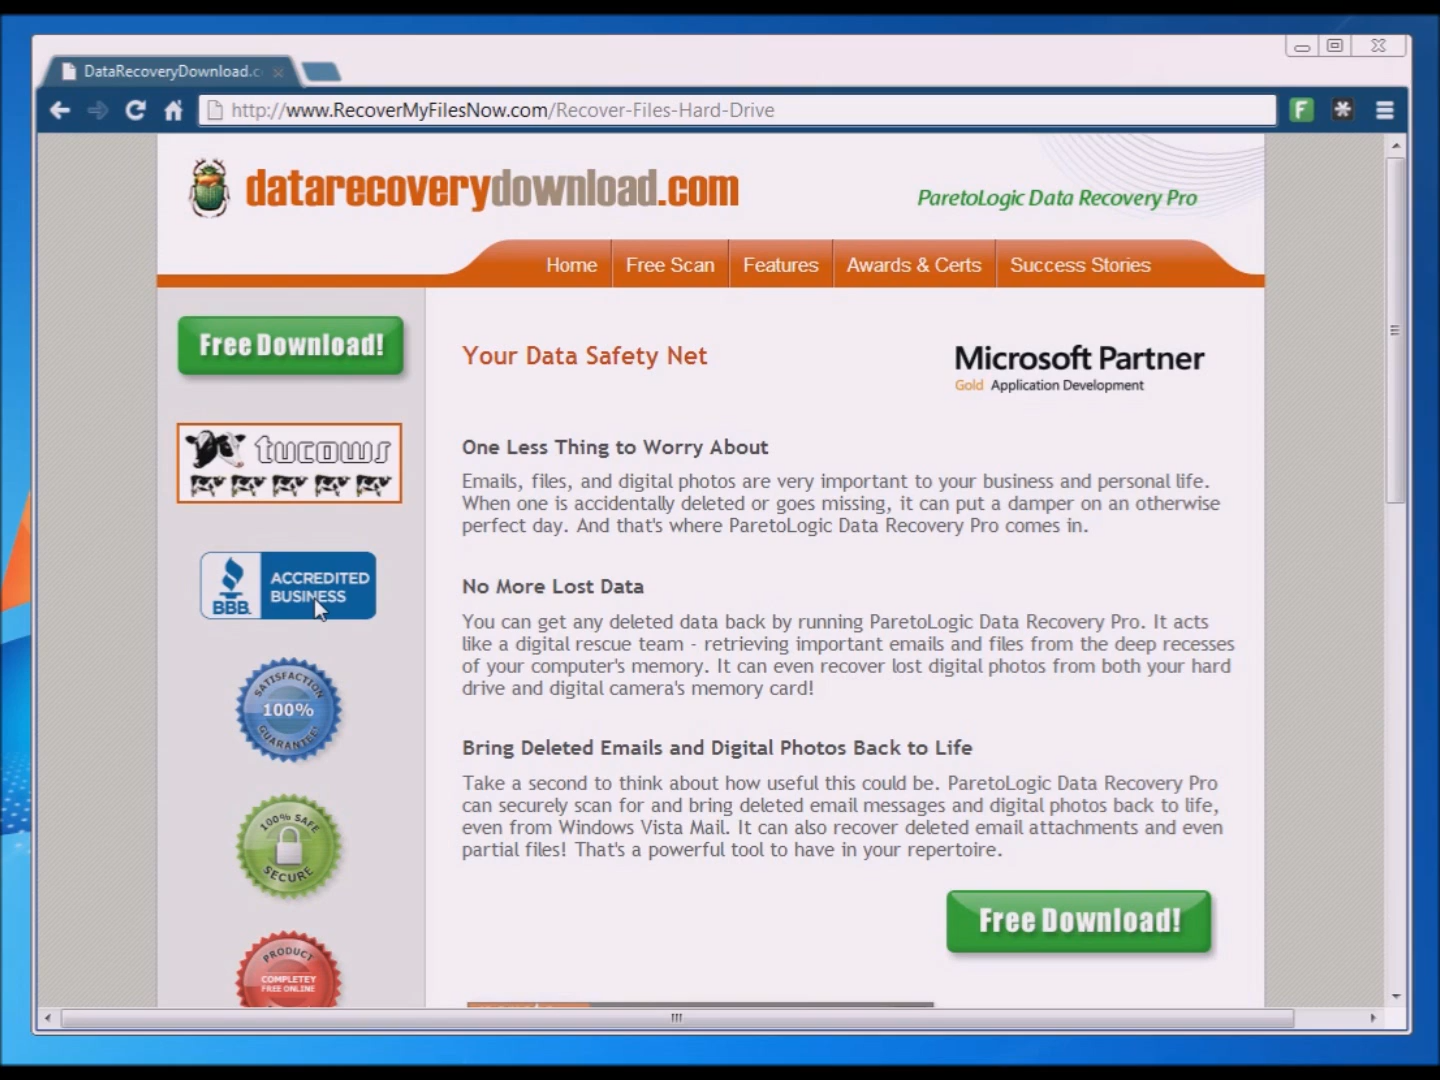 DataRecoveryDownload.c
http://www.RecoverMyFilesNow.com/Recover-Files-Hard-Drive
datarecoverydownload.com
ParetoLogic Data Recovery Pro
Home
Free Scan
Features
Awards & Certs
Success Stories
Free Download!
tucows
BBB.
ACCREDITED
BUSINESS
SATISFACTION
100%
GUARANTEE!
100% SAFE
SECURE
PRODUCT
COMPLETEY
FREE ONLINE
Your Data Safety Net
Microsoft Partner
Gold Application Development
One Less Thing to Worry About
Emails, files, and digital photos are very important to your business and personal life.
When one is accidentally deleted or goes missing, it can put a damper on an otherwise
perfect day. And that's where ParetoLogic Data Recovery Pro comes in.
No More Lost Data
You can get any deleted data back by running ParetoLogic Data Recovery Pro. It acts
like a digital rescue team - retrieving important emails and files from the deep recesses
of your computer's memory. It can even recover lost digital photos from both your hard
drive and digital camera's memory card!
Bring Deleted Emails and Digital Photos Back to Life
Take a second to think about how useful this could be. ParetoLogic Data Recovery Pro
can securely scan for and bring deleted email messages and digital photos back to life,
even from Windows Vista Mail. It can also recover deleted email attachments and even
partial files! That's a powerful tool to have in your repertoire.
Free Download!